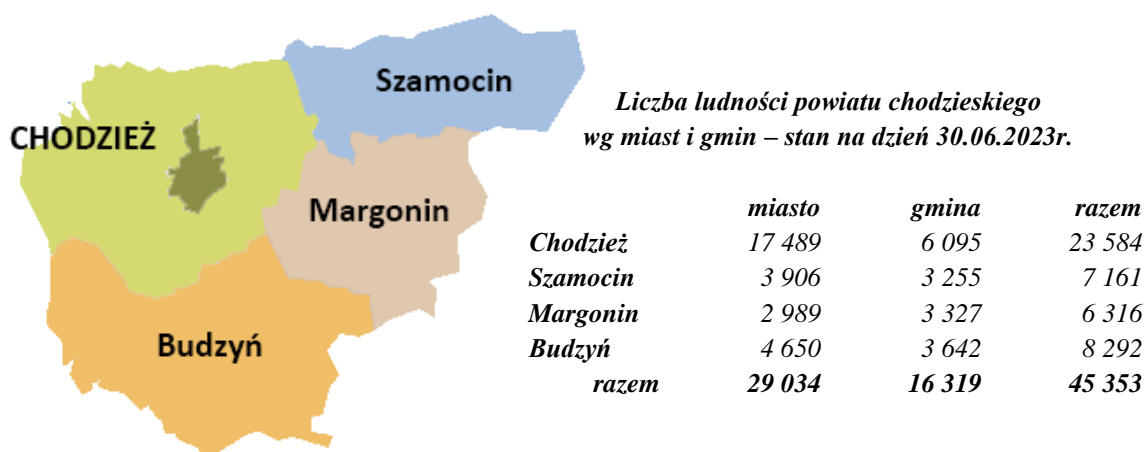 Szamocin
CHODZIEŻ
Margonin
Budzyń
Liczba ludności powiatu chodzieskiego
wg miast i gmin – stan na dzień 30.06.2023r.
miasto gmina razem
Chodzież 17 489 6 095 23 584
Szamocin 3 906 3 255 7 161
Margonin 2 989 3 327 6 316
Budzyń 4 650 3 642 8 292
razem 29 034 16 319 45 353